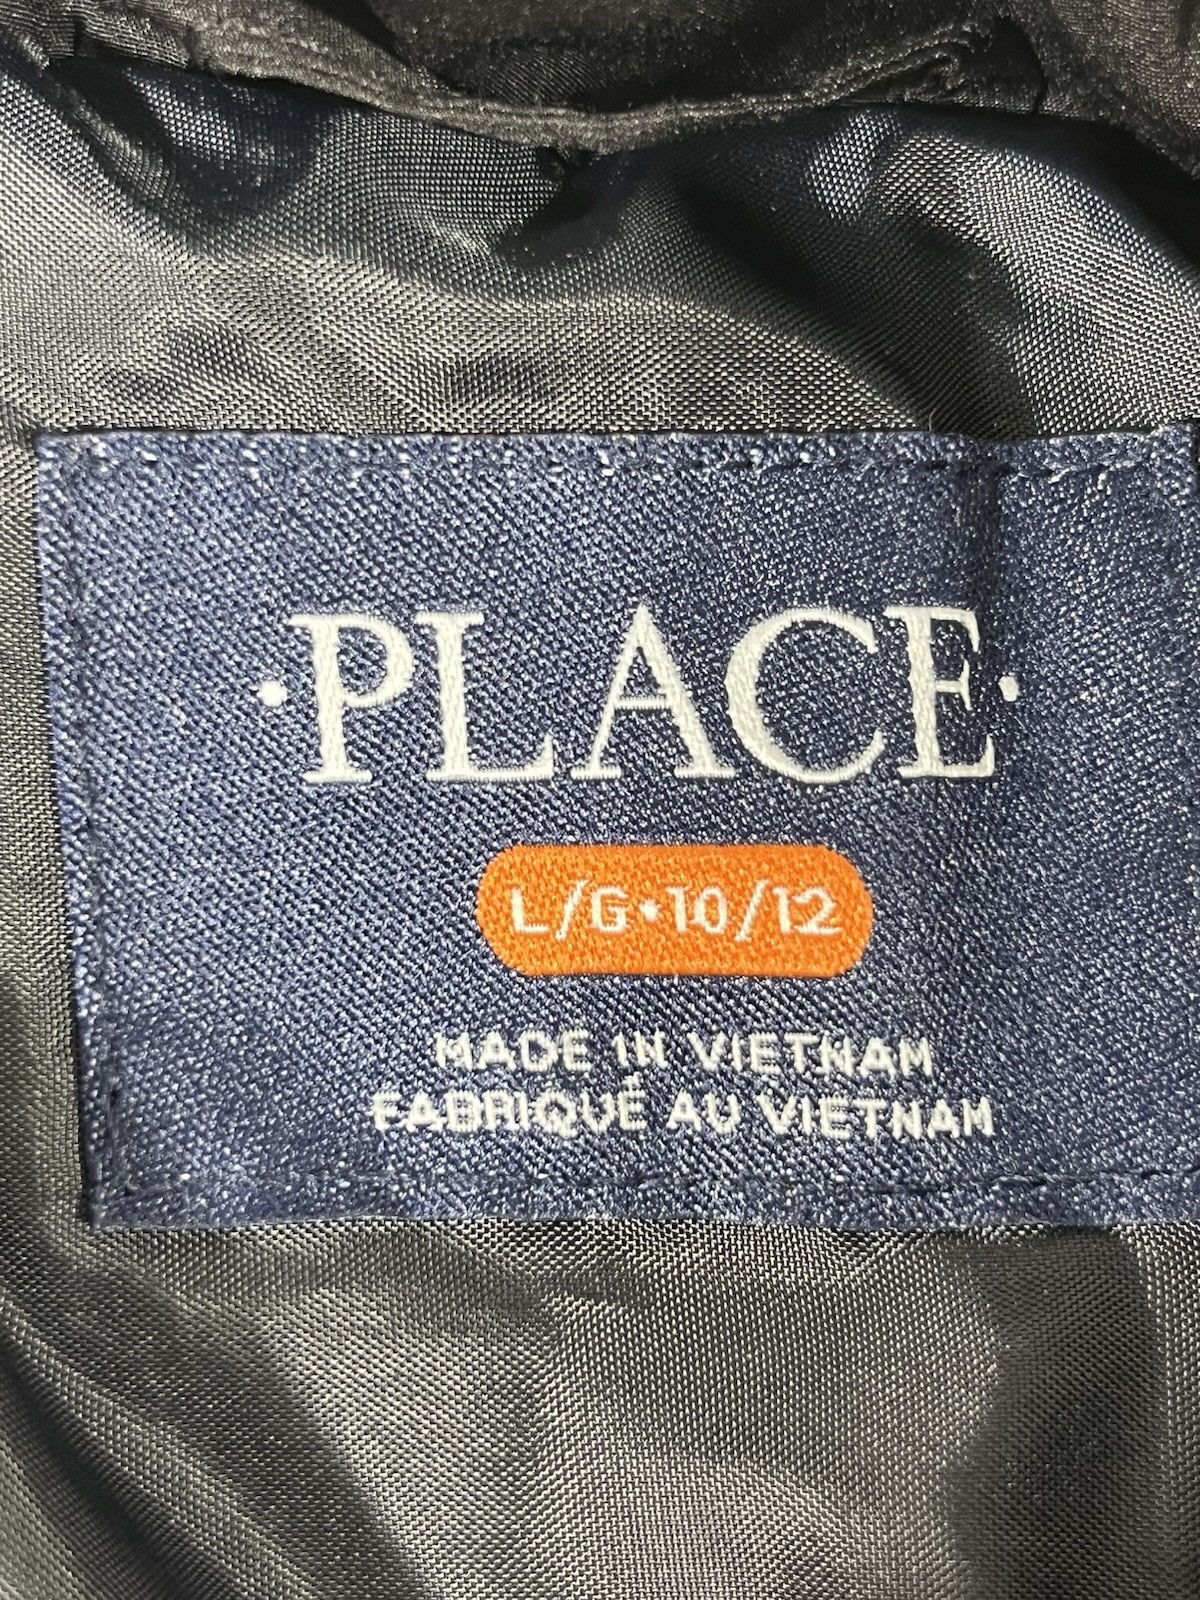 ·PLACE·
L/G·10/12
MADE IN VIETNAM
FABRIQUÉ AU VIETNAM